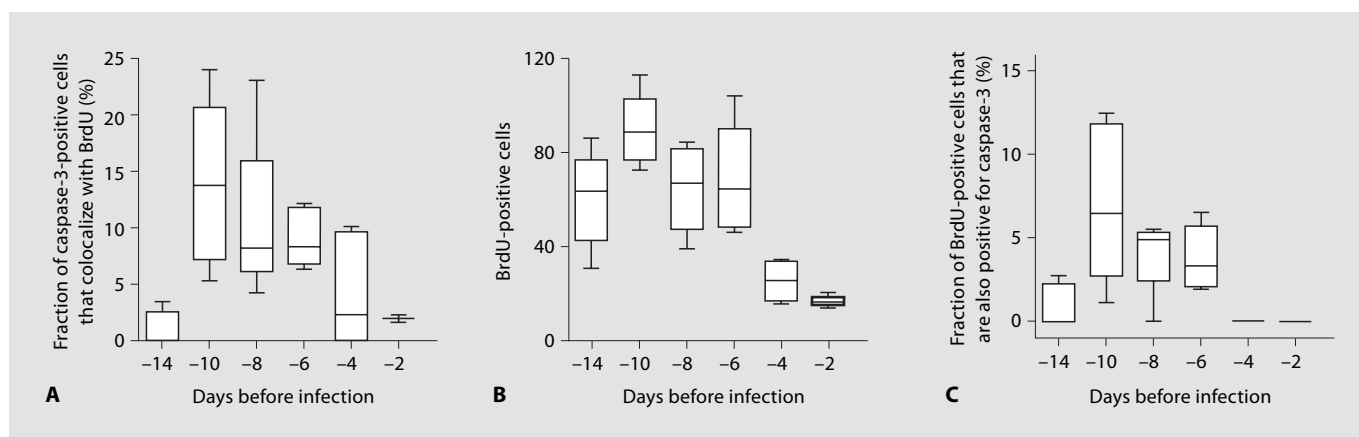 Fraction of caspase-3-positive cells
that colocalize with BrdU (%)
25
20
15
10
5
0
–14 –10 –8 –6 –4 –2
Days before infection
A
BrdU-positive cells
120
80
40
0
–14 –10 –8 –6 –4 –2
Days before infection
B
Fraction of BrdU-positive cells that
are also positive for caspase-3 (%)
15
10
5
0
–14 –10 –8 –6 –4 –2
Days before infection
C